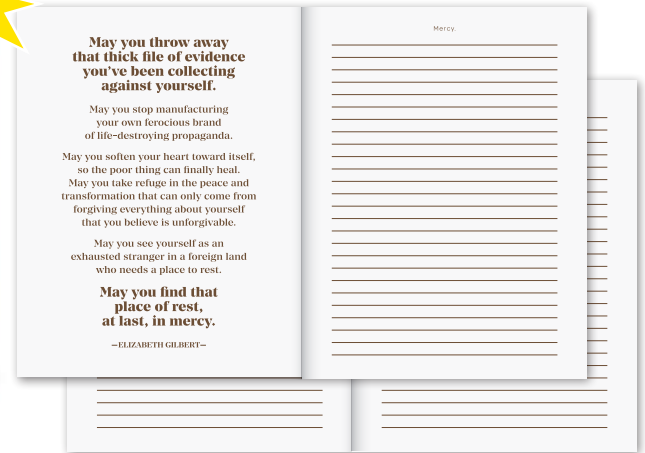 May you throw away
that thick file of evidence
you've been collecting
against yourself.
May you stop manufacturing
your own ferocious brand
of life-destroying propaganda.
May you soften your heart toward itself,
so the poor thing can finally heal.
May you take refuge in the peace and
transformation that can only come from
forgiving everything about yourself
that you believe is unforgivable.
May you see yourself as an
exhausted stranger in a foreign land
who needs a place to rest.
May you find that
place of rest,
at last, in mercy.
—ELIZABETH GILBERT—
Mercy.